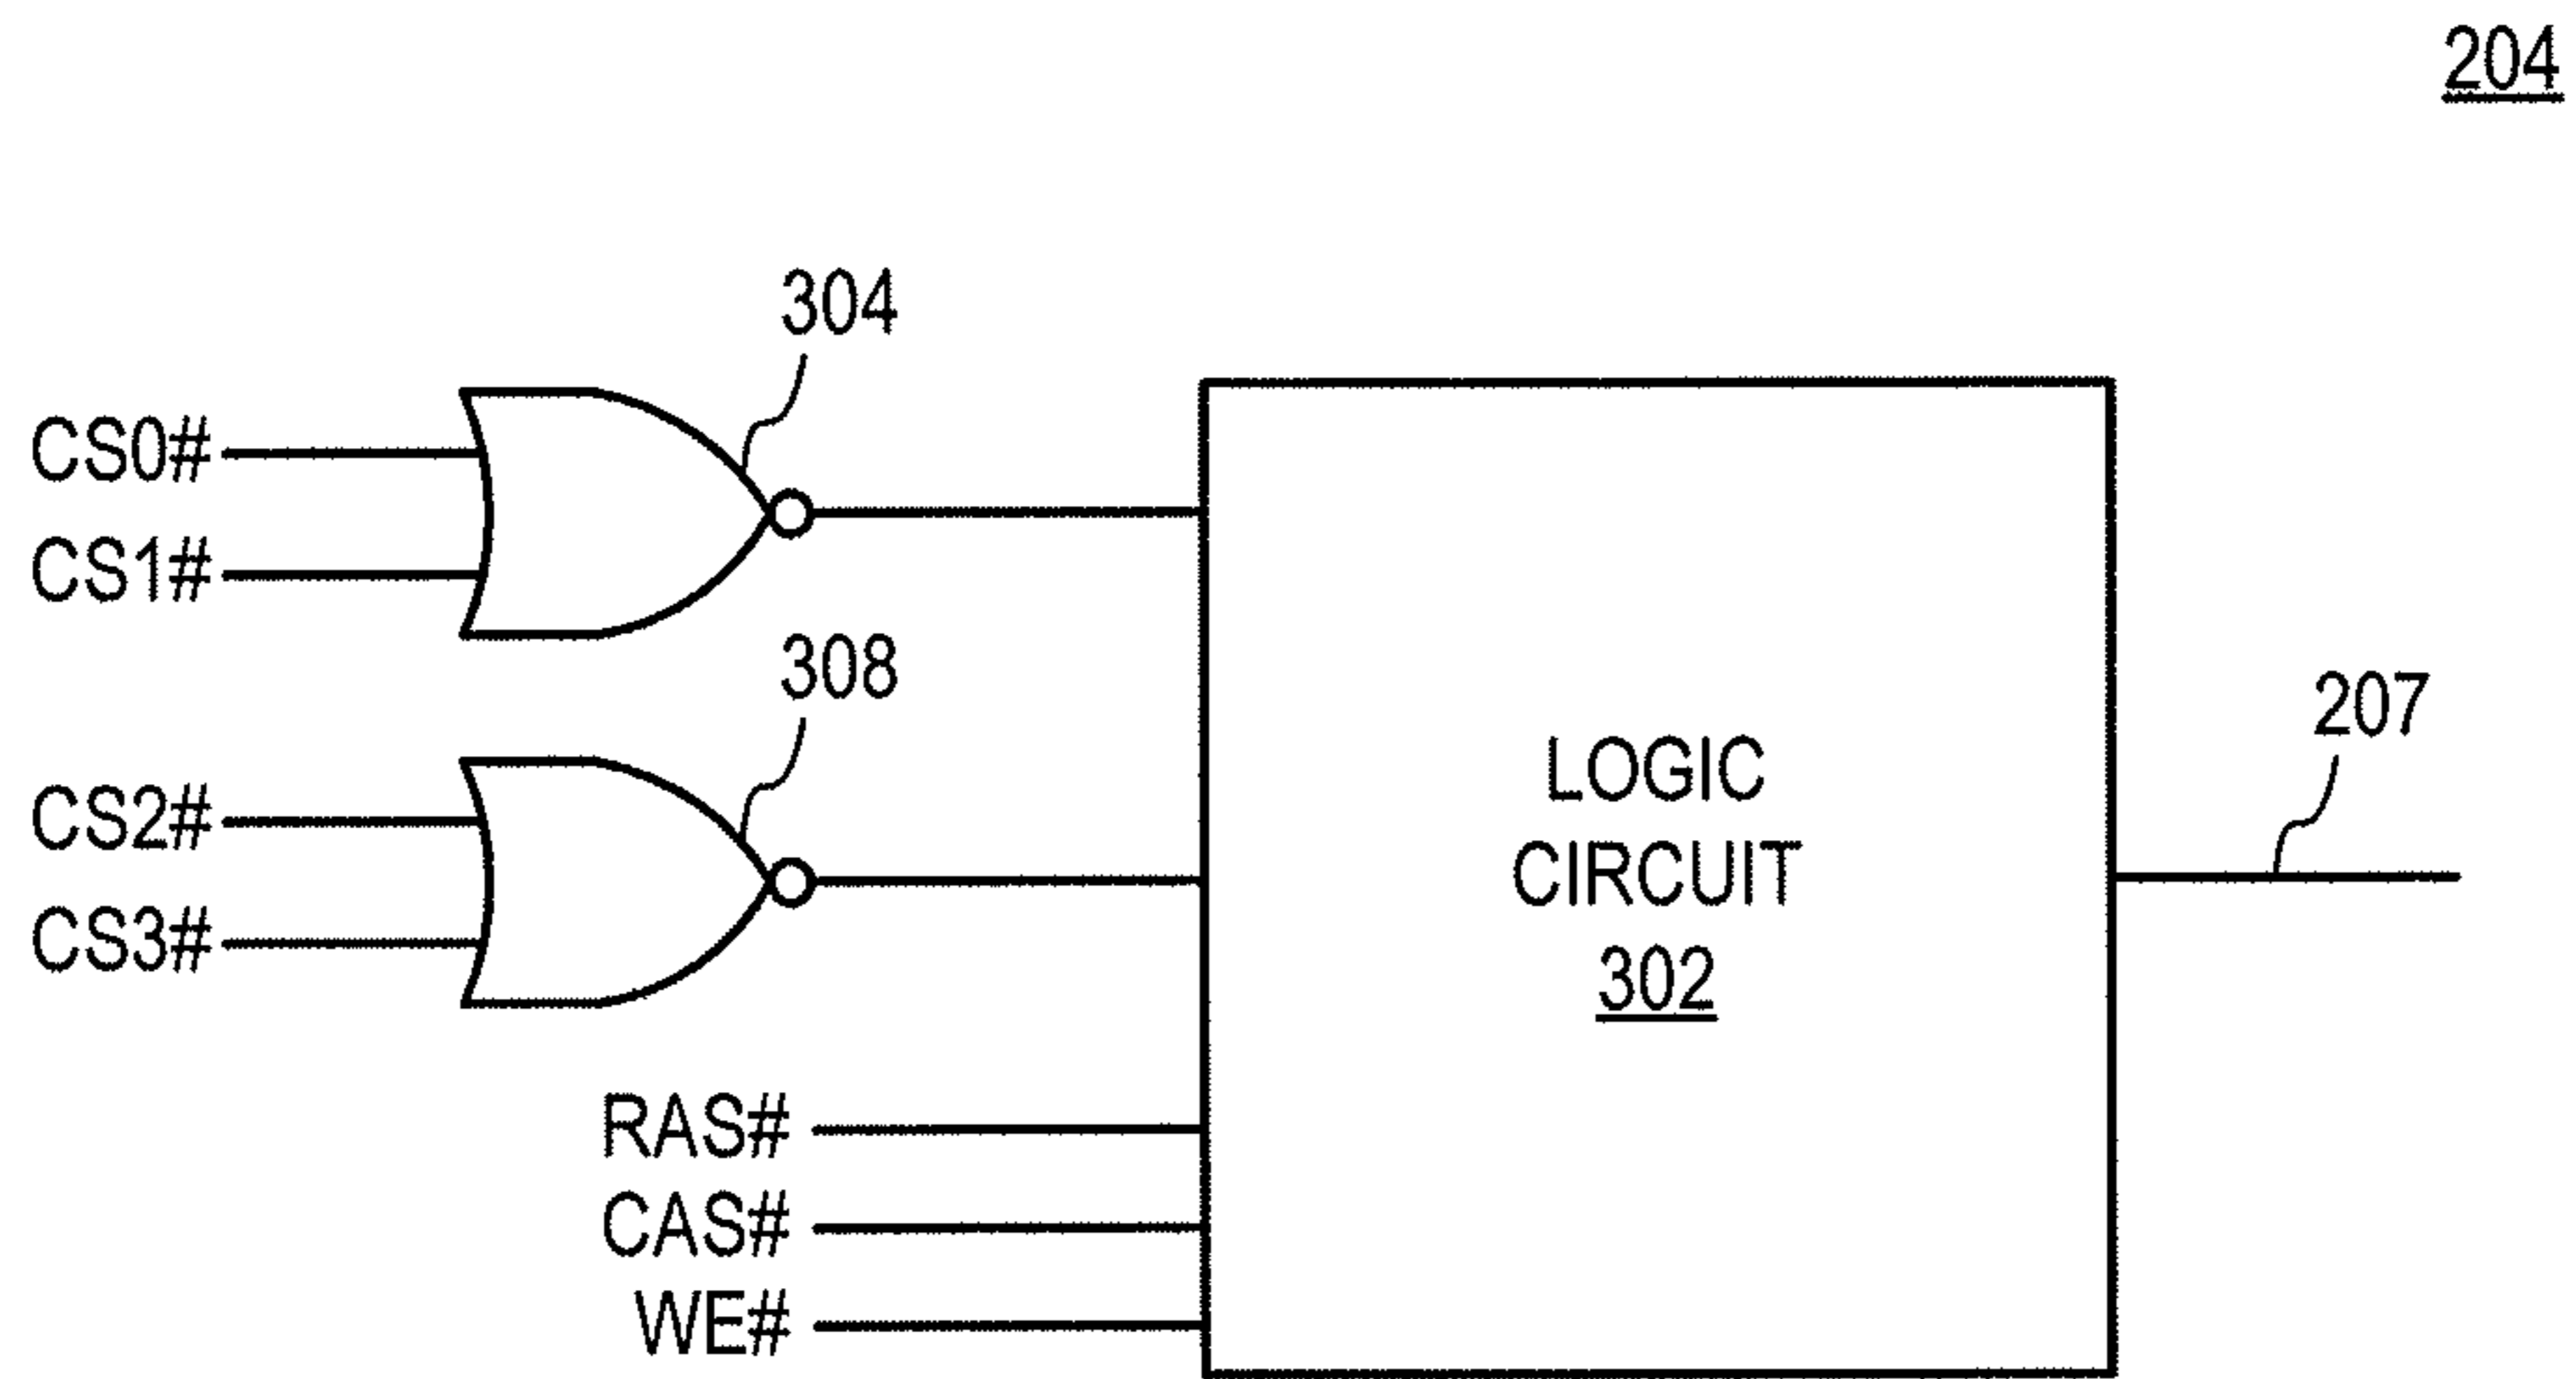 204
304
CS0#
CS1#
308
CS2#
CS3#
LOGIC
CIRCUIT
302
207
RAS#
CAS#
WE#